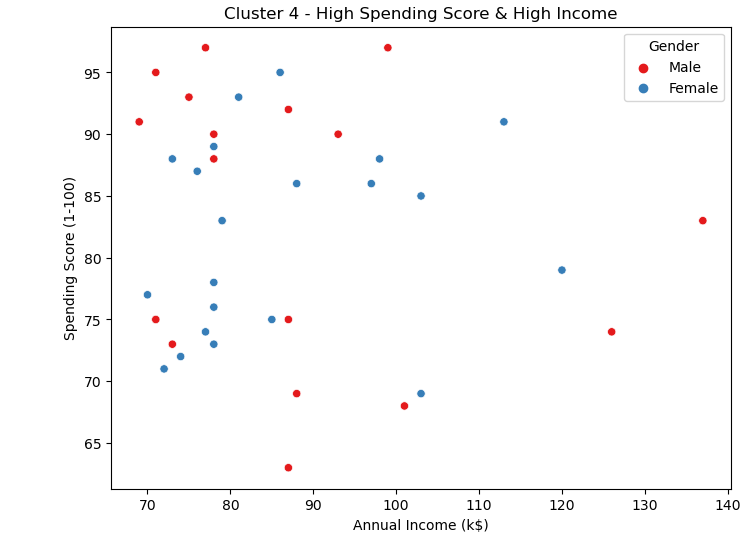 Cluster 4 - High Spending Score & High Income
Gender
Male
Female
95
90
85
80
75
70
65
Spending Score (1-100)
70 80 90 100 110 120 130 140
Annual Income (k$)